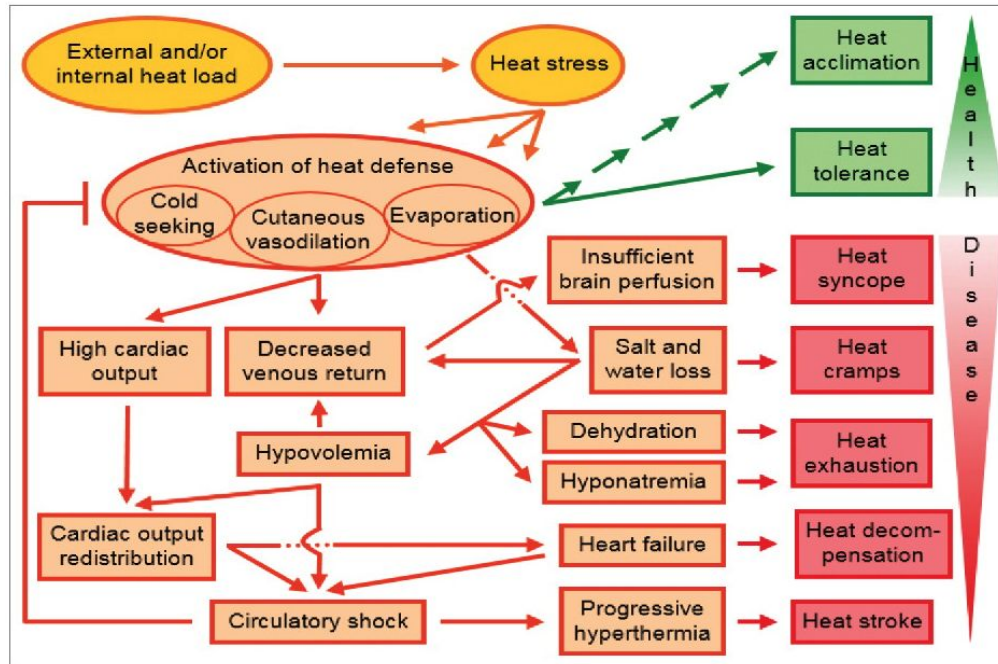 External and/or
internal heat load
Heat stress
Heat
acclimation
Health
Activation of heat defense
Cold
seeking
Cutaneous
vasodilation
Evaporation
Heat
tolerance
Insufficient
brain perfusion
Heat
syncope
Disease
High cardiac
output
Decreased
venous return
Salt and
water loss
Heat
cramps
Hypovolemia
Dehydration
Hyponatremia
Heat
exhaustion
Cardiac output
redistribution
Heart failure
Heat decom-
pensation
Circulatory shock
Progressive
hyperthermia
Heat stroke